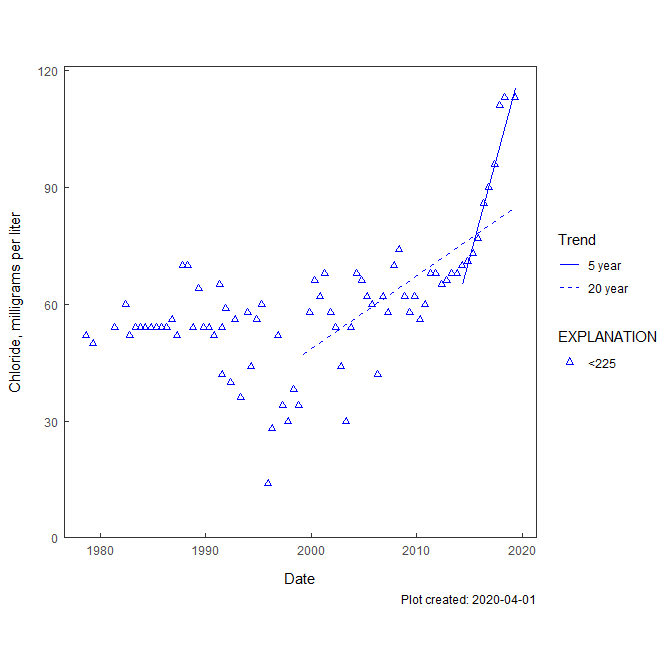 120
90
60
30
0
Chloride, milligrams per liter
1980 1990 2000 2010 2020
Date
Trend
5 year
20 year
EXPLANATION
<225
Plot created: 2020-04-01